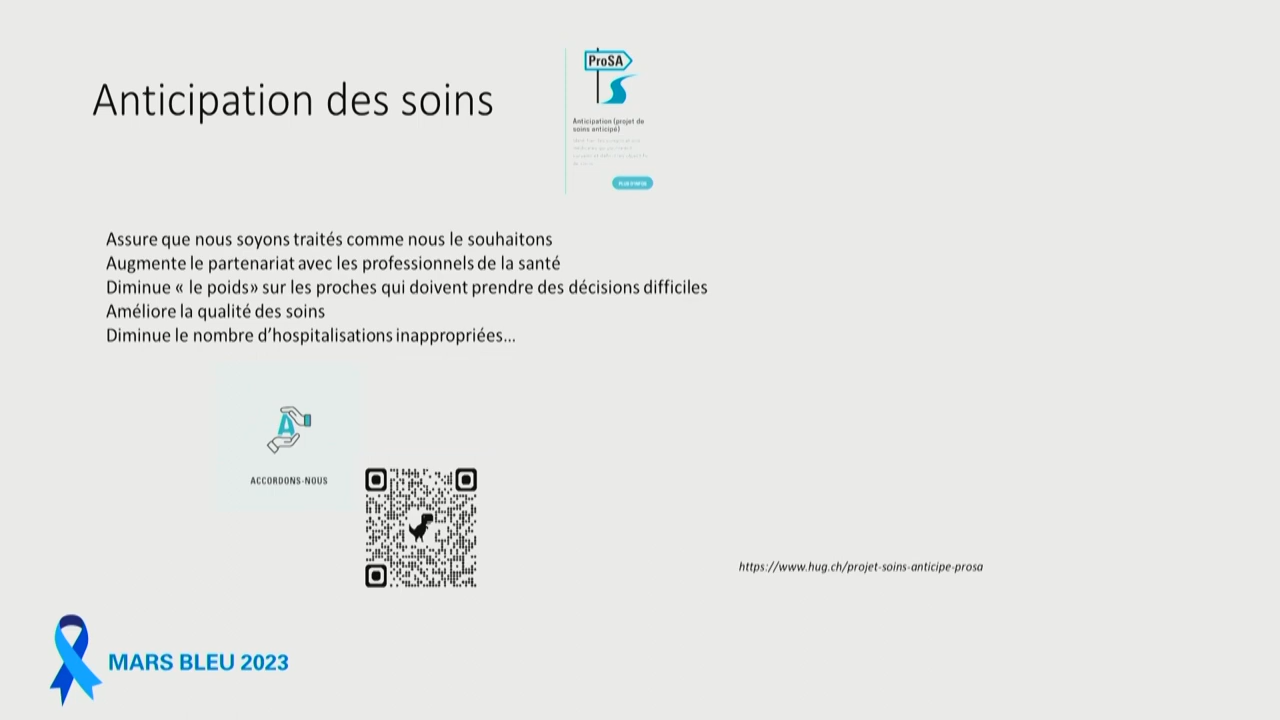 Anticipation des soins
ProSA
Anticipation (projet de
soins anticipé)
PLUS D'INFOS
Assure que nous soyons traités comme nous le souhaitons
Augmente le partenariat avec les professionnels de la santé
Diminue « le poids» sur les proches qui doivent prendre des décisions difficiles
Améliore la qualité des soins
Diminue le nombre d’hospitalisations inappropriées…
A
ACCORDONS-NOUS
https://www.hug.ch/projet-soins-anticipe-prosa
MARS BLEU 2023